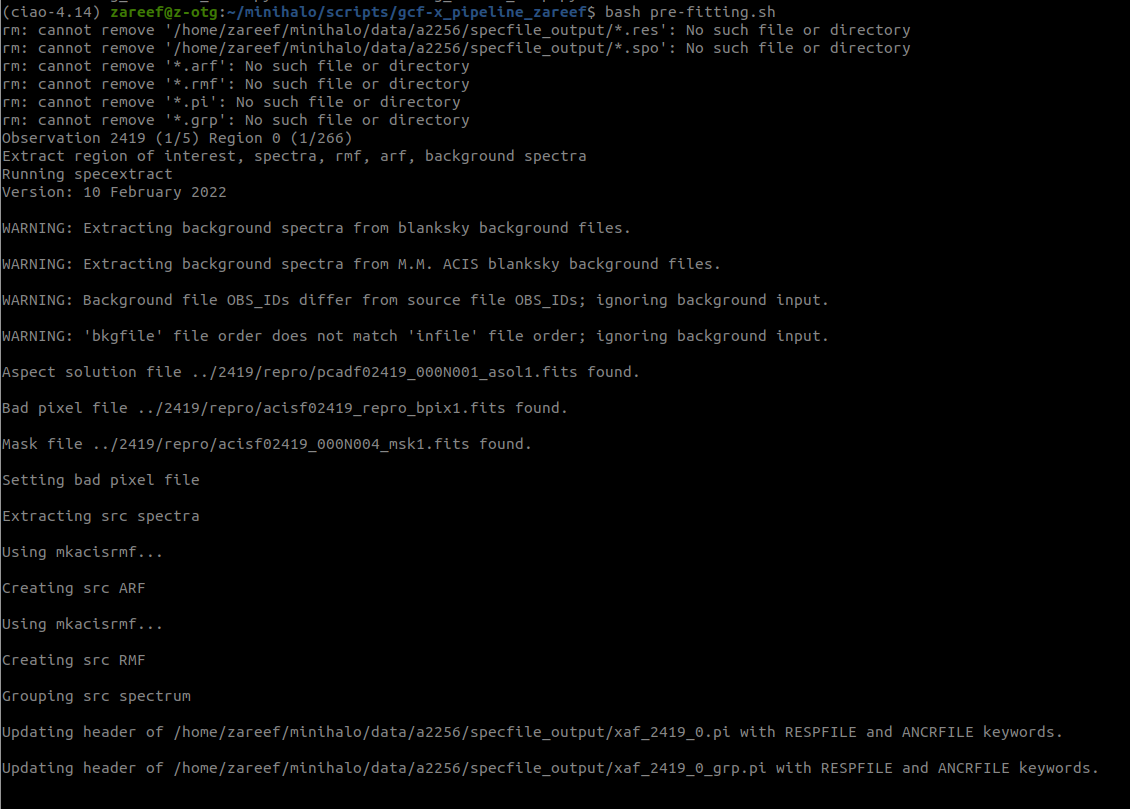 (ciao-4.14) zareef@z-otg:~/minihalo/scripts/gcf-x_pipeline_zareef$ bash pre-fitting.sh
rm: cannot remove '/home/zareef/minihalo/data/a2256/specfile_output/*.res': No such file or directory
rm: cannot remove '/home/zareef/minihalo/data/a2256/specfile_output/*.spo': No such file or directory
rm: cannot remove '*.arf': No such file or directory
rm: cannot remove '*.rmf': No such file or directory
rm: cannot remove '*.pi': No such file or directory
rm: cannot remove '*.grp': No such file or directory
Observation 2419 (1/5) Region 0 (1/266)
Extract region of interest, spectra, rmf, arf, background spectra
Running specextract
Version: 10 February 2022
WARNING: Extracting background spectra from blanksky background files.
WARNING: Extracting background spectra from M.M. ACIS blanksky background files.
WARNING: Background file OBS_IDs differ from source file OBS_IDs; ignoring background input.
WARNING: 'bkgfile' file order does not match 'infile' file order; ignoring background input.
Aspect solution file ../2419/repro/pcadf02419_000N001_asol1.fits found.
Bad pixel file ../2419/repro/acisf02419_repro_bpix1.fits found.
Mask file ../2419/repro/acisf02419_000N004_msk1.fits found.
Setting bad pixel file
Extracting src spectra
Using mkacisrmf...
Creating src ARF
Using mkacisrmf...
Creating src RMF
Grouping src spectrum
Updating header of /home/zareef/minihalo/data/a2256/specfile_output/xaf_2419_0.pi with RESPFILE and ANCRFILE keywords.
Updating header of /home/zareef/minihalo/data/a2256/specfile_output/xaf_2419_0_grp.pi with RESPFILE and ANCRFILE keywords.